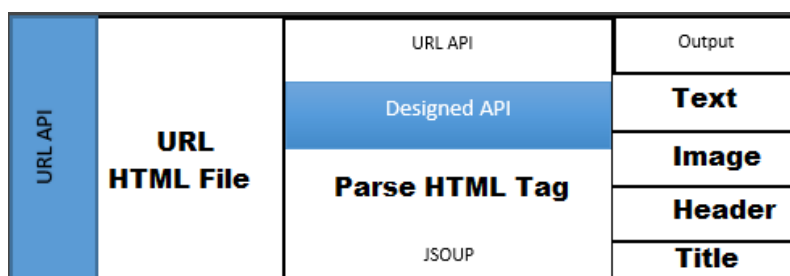 URL API
URL
HTML File
URL API
Designed API
Parse HTML Tag
JSOUP
Output
Text
Image
Header
Title